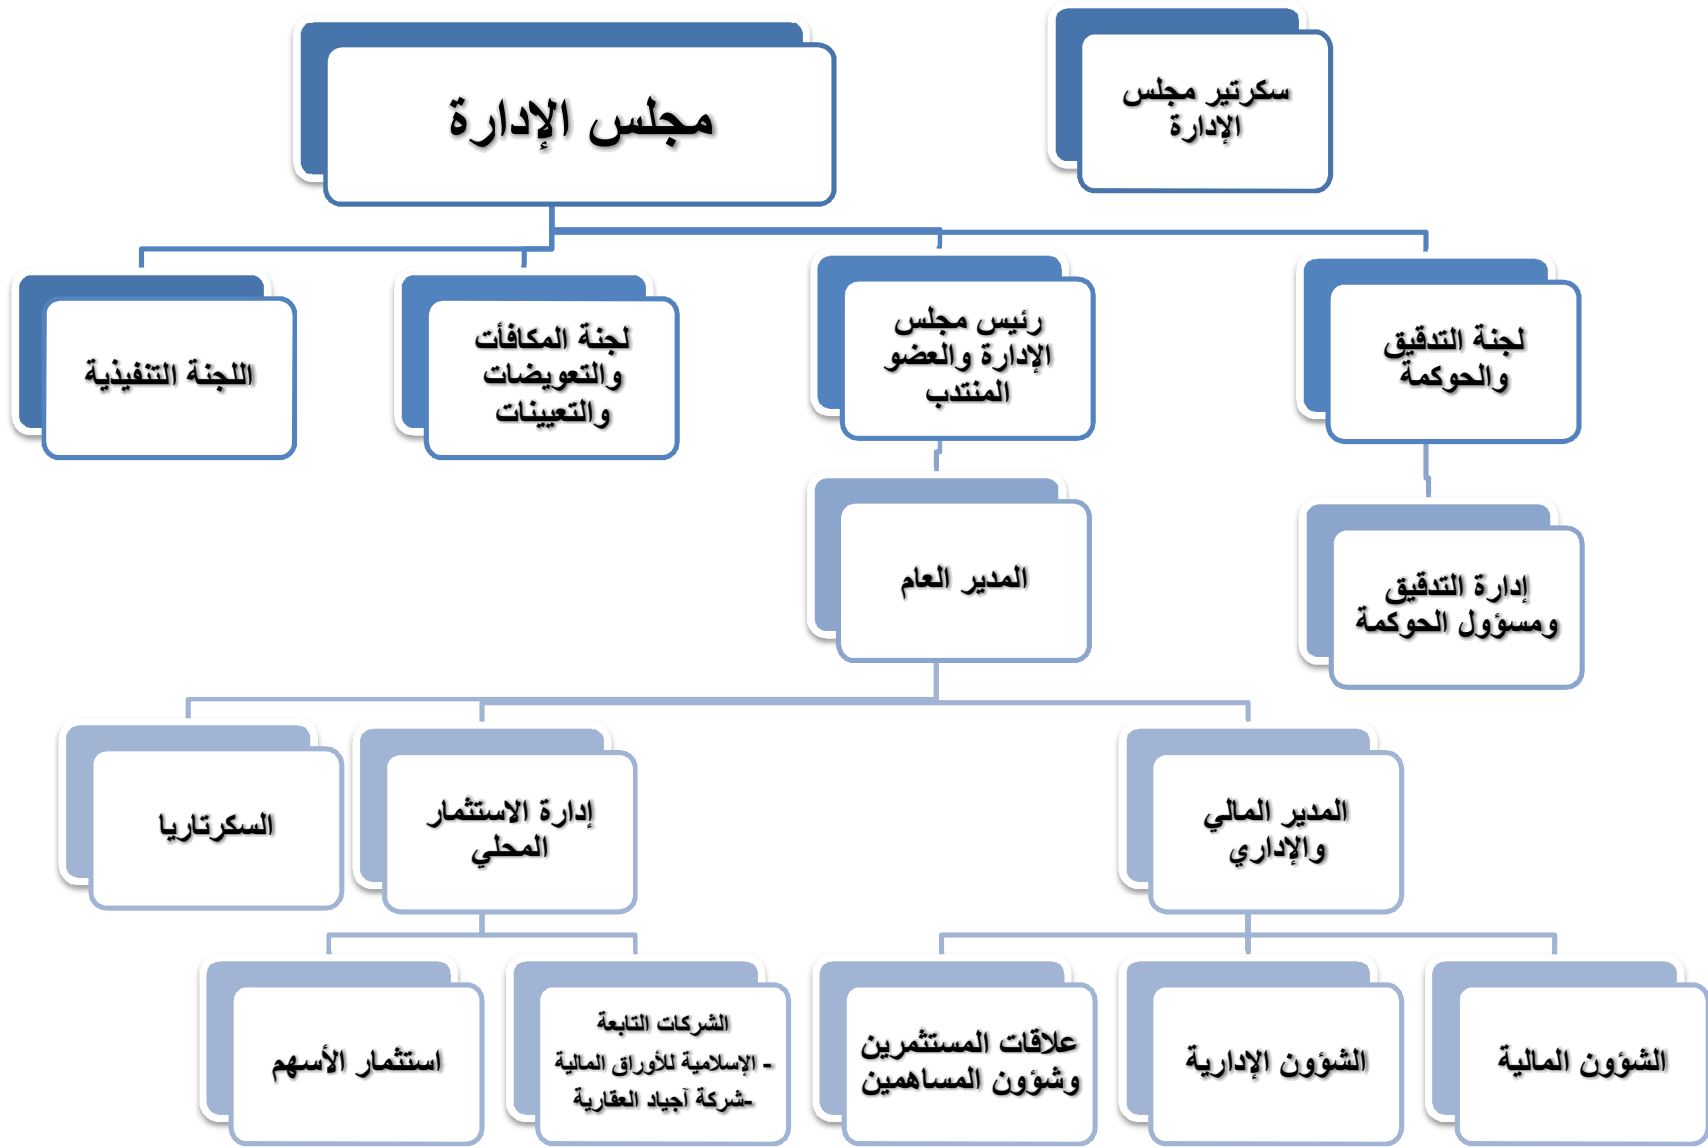 مجلس الإدارة
سكرتير مجلس
الإدارة
لجنة التدقيق
والحوكمة
رئيس مجلس
الإدارة والعضو
المنتدب
لجنة المكافأت
والتعويضات
والتعيينات
اللجنة التنفيذية
إدارة التدقيق
ومسؤول الحوكمة
المدير العام
المدير المالي
والإداري
إدارة الاستثمار
المحلي
السكرتاريا
الشؤون المالية
الشؤون الإدارية
علاقات المستثمرين
وشؤون المساهمين
الشركات التابعة
- الإسلامية للأوراق المالية
-شركة آجياد العقارية
استثمار الأسهم